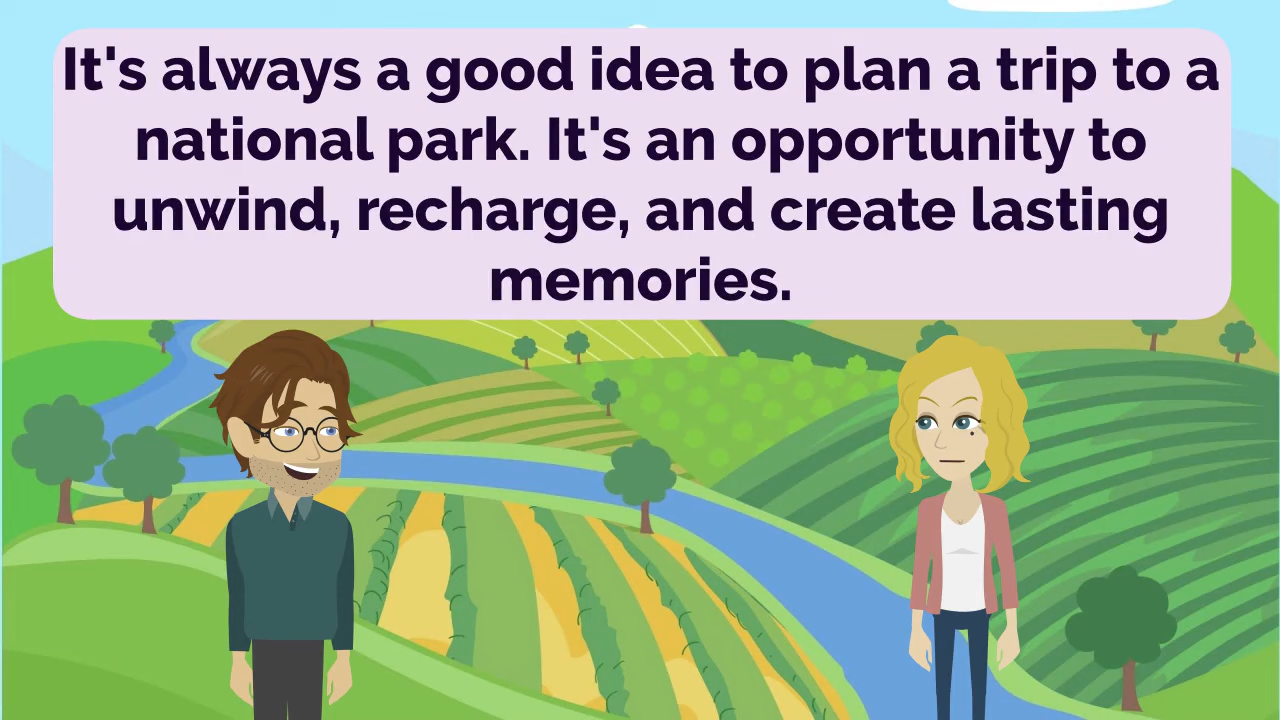 It's always a good idea to plan a trip to a
national park. It's an opportunity to
unwind, recharge, and create lasting
memories.